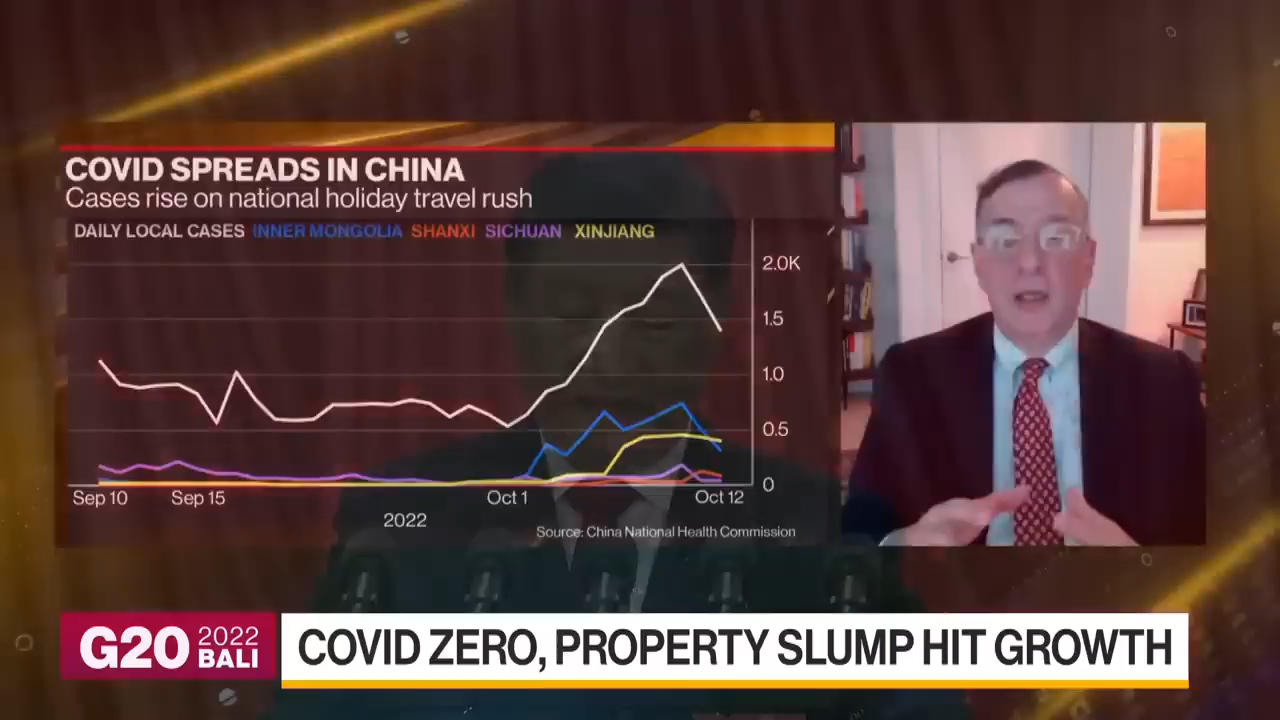 COVID SPREADS IN CHINA
Cases rise on national holiday travel rush
DAILY LOCAL CASES INNER MONGOLIA SHANXI SICHUAN XINJIANG
2.0K
1.5
1.0
0.5
0
Sep 10 Sep 15 Oct 1 Oct 12
2022
Source: China National Health Commission
G20 2022 BALI
COVID ZERO, PROPERTY SLUMP HIT GROWTH